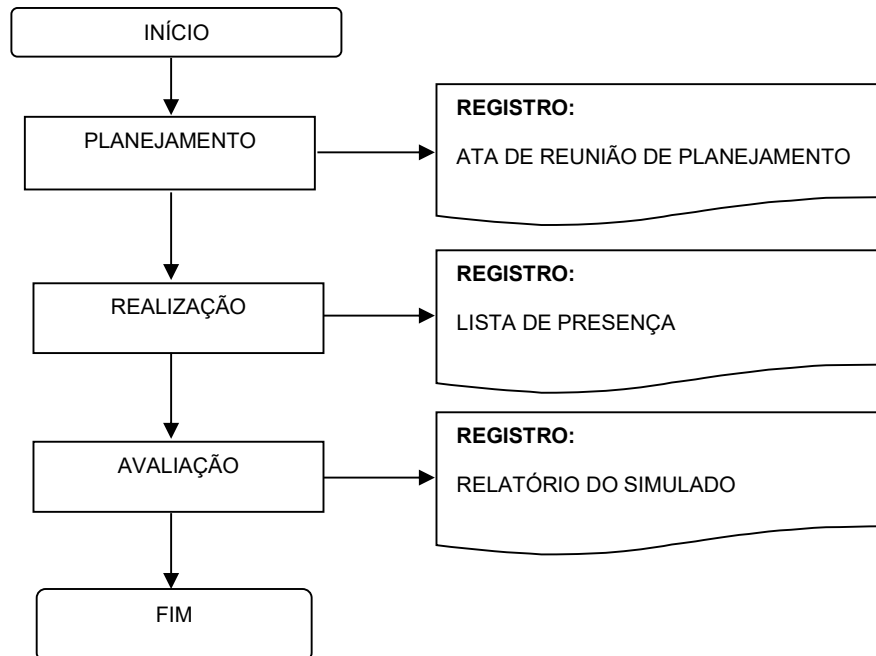 INÍCIO
PLANEJAMENTO
REGISTRO:
ATA DE REUNIÃO DE PLANEJAMENTO
REALIZAÇÃO
REGISTRO:
LISTA DE PRESENÇA
AVALIAÇÃO
REGISTRO:
RELATÓRIO DO SIMULADO
FIM